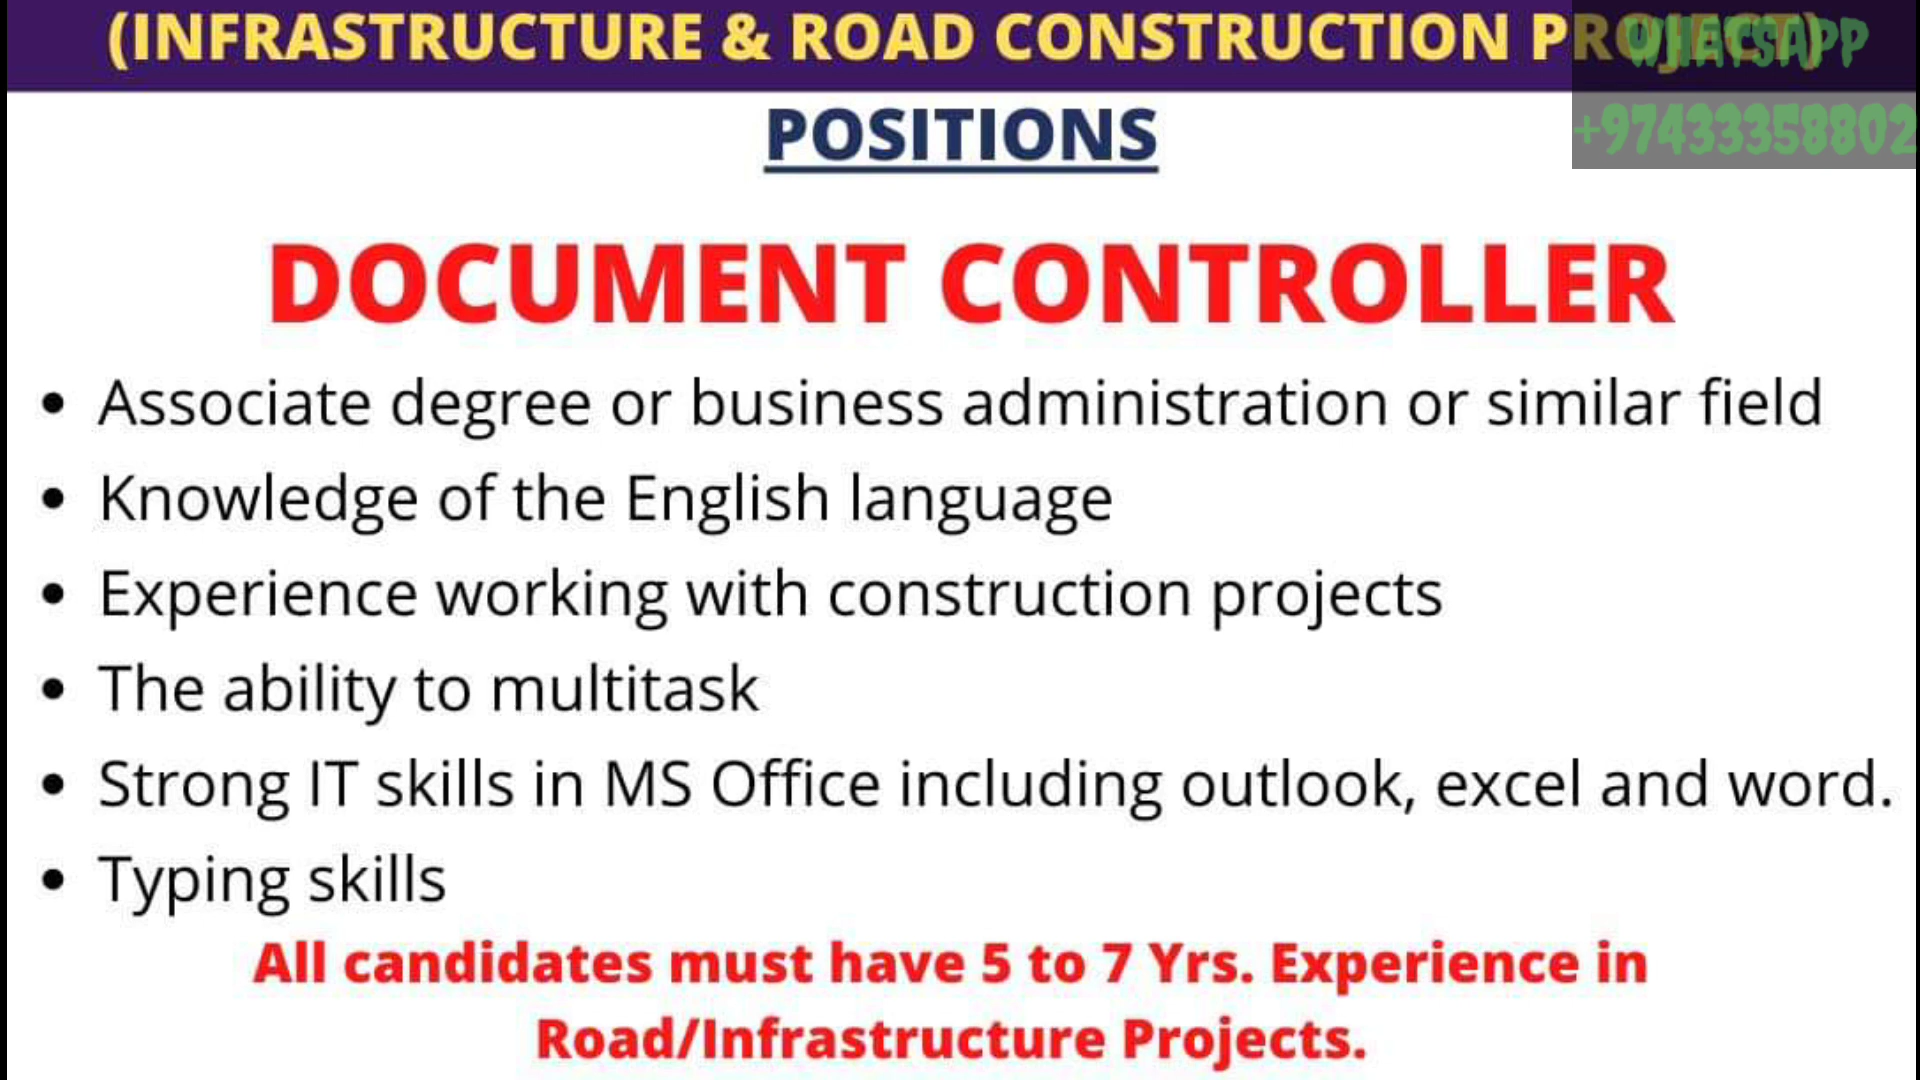 (INFRASTRUCTURE & ROAD CONSTRUCTION PROJECT)
WHATSAPP
+97433358802
POSITIONS
DOCUMENT CONTROLLER
• Associate degree or business administration or similar field
• Knowledge of the English language
• Experience working with construction projects
• The ability to multitask
• Strong IT skills in MS Office including outlook, excel and word.
• Typing skills
All candidates must have 5 to 7 Yrs. Experience in
Road/Infrastructure Projects.